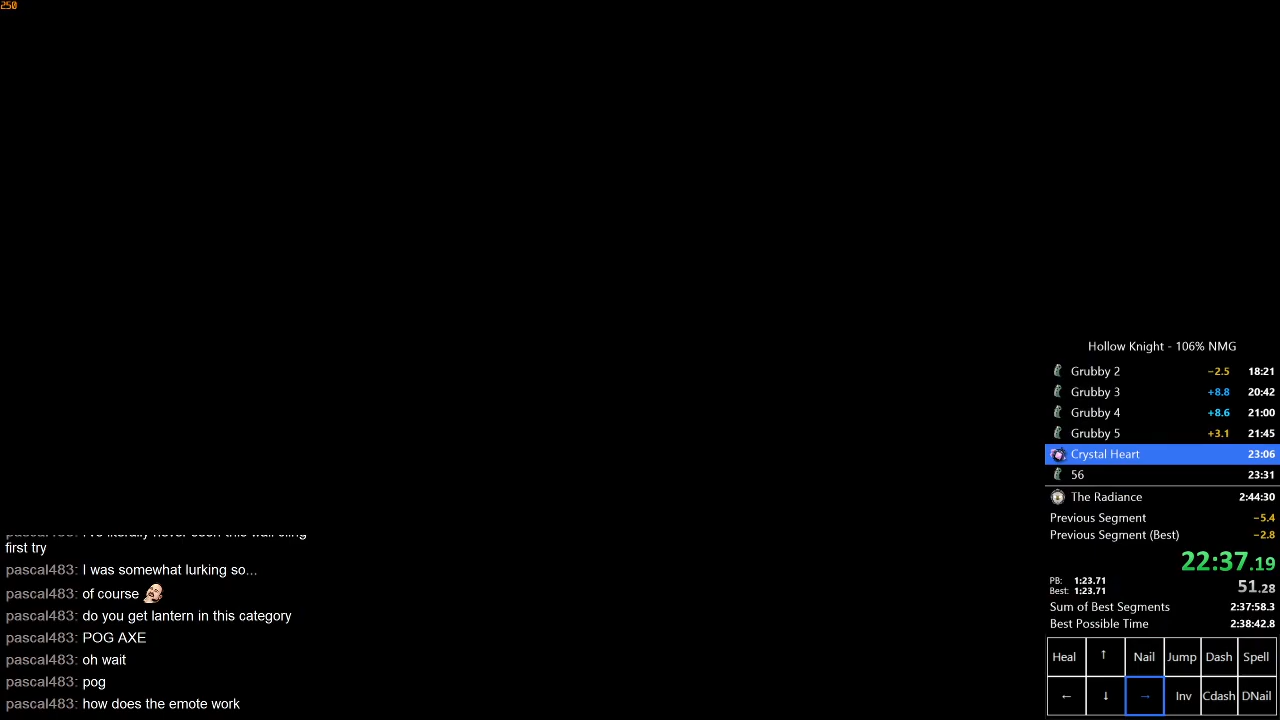 250
Hollow Knight - 106% NMG
Grubby 2 −2.5 18:21
Grubby 3 +8.8 20:42
Grubby 4 +8.6 21:00
Grubby 5 +3.1 21:45
Crystal Heart 23:06
56 23:31
The Radiance 2:44:30
Previous Segment −5.4
Previous Segment (Best) −2.8
22:37.19
PB: 1:23.71
Best: 1:23.71
51.28
Sum of Best Segments 2:37:58.3
Best Possible Time 2:38:42.8
Heal ↑ Nail Jump Dash Spell
← ↓ → Inv Cdash DNail
first try
pascal483: I was somewhat lurking so...
pascal483: of course
pascal483: do you get lantern in this category
pascal483: POG AXE
pascal483: oh wait
pascal483: pog
pascal483: how does the emote work